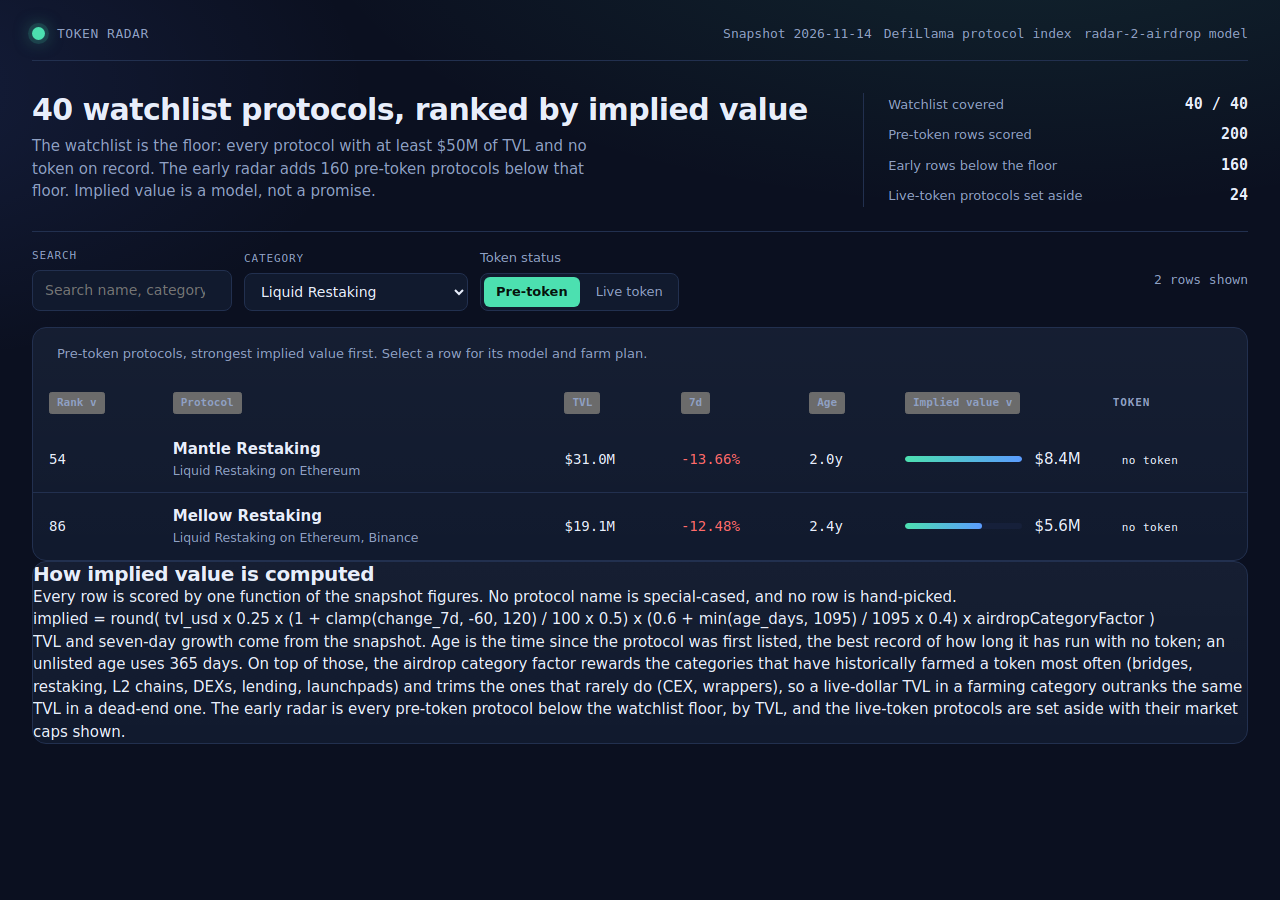 TOKEN RADAR
Snapshot 2026-11-14 DefiLlama protocol index radar-2-airdrop model
40 watchlist protocols, ranked by implied value
The watchlist is the floor: every protocol with at least $50M of TVL and no
token on record. The early radar adds 160 pre-token protocols below that
floor. Implied value is a model, not a promise.
Watchlist covered 40 / 40
Pre-token rows scored 200
Early rows below the floor 160
Live-token protocols set aside 24
SEARCH
Search name, category
CATEGORY
Liquid Restaking
Token status
Pre-token Live token
2 rows shown
Pre-token protocols, strongest implied value first. Select a row for its model and farm plan.
Rank v Protocol TVL 7d Age Implied value v TOKEN
54 Mantle Restaking $31.0M -13.66% 2.0y $8.4M no token
Liquid Restaking on Ethereum
86 Mellow Restaking $19.1M -12.48% 2.4y $5.6M no token
Liquid Restaking on Ethereum, Binance
How implied value is computed
Every row is scored by one function of the snapshot figures. No protocol name is special-cased, and no row is hand-picked.
implied = round( tvl_usd x 0.25 x (1 + clamp(change_7d, -60, 120) / 100 x 0.5) x (0.6 + min(age_days, 1095) / 1095 x 0.4) x airdropCategoryFactor )
TVL and seven-day growth come from the snapshot. Age is the time since the protocol was first listed, the best record of how long it has run with no token; an
unlisted age uses 365 days. On top of those, the airdrop category factor rewards the categories that have historically farmed a token most often (bridges,
restaking, L2 chains, DEXs, lending, launchpads) and trims the ones that rarely do (CEX, wrappers), so a live-dollar TVL in a farming category outranks the same
TVL in a dead-end one. The early radar is every pre-token protocol below the watchlist floor, by TVL, and the live-token protocols are set aside with their market
caps shown.